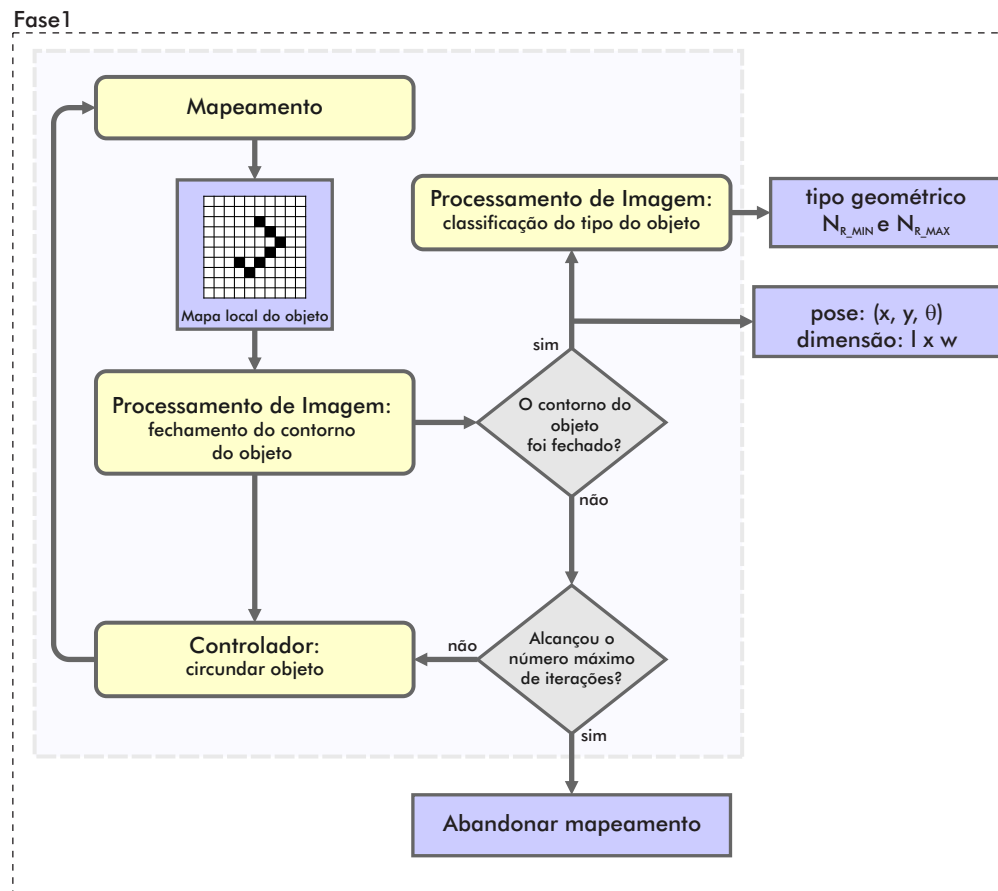 Fase1
Mapeamento
Mapa local do objeto
Processamento de Imagem:
classificação do tipo do objeto
tipo geométrico
N_R_MIN e N_R_MAX
pose: (x, y, θ)
dimensão: l x w
sim
Processamento de Imagem:
fechamento do contorno
do objeto
O contorno do
objeto
foi fechado?
não
Controlador:
circundar objeto
não
Alcançou o
número máximo
de iterações?
sim
Abandonar mapeamento